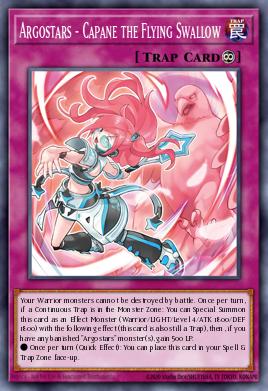 Argostars - Capane the Flying Swallow
TRAP
[Trap Card]
Your Warrior monsters cannot be destroyed by battle. Once per turn,
if a Continuous Trap is in the Monster Zone: You can Special Summon
this card as an Effect Monster (Warrior/LIGHT/Level 4/ATK 1800/DEF
1800) with the following effect (this card is also still a Trap), then, if you
have any banished "Argostars" monster(s), gain 500 LP.
● Once per turn (Quick Effect): You can place this card in your Spell &
Trap Zone face-up.